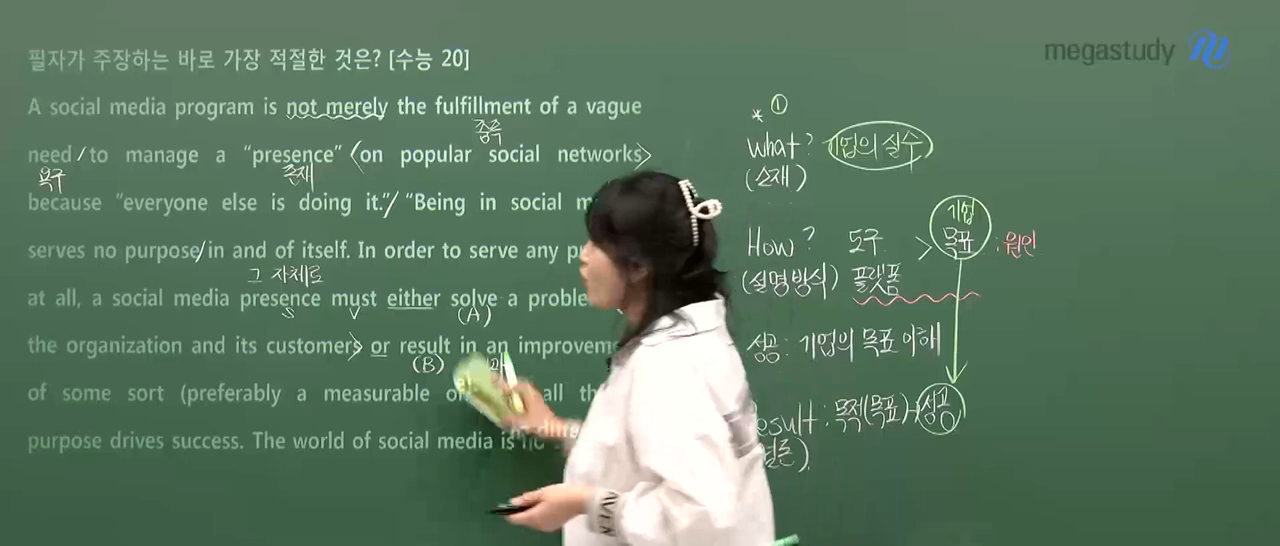 필자가 주장하는 바로 가장 적절한 것은? [수능 20]
megastudy
A social media program is not merely the fulfillment of a vague
충족
need / to manage a “presence” <on popular social networks>
욕구
존재
because “everyone else is doing it.” / “Being in social
serves no purpose / in and of itself. In order to serve any
그 자체로
at all, a social media presence must either solve a
S V (A)
the organization and its customers> or result in an
(B)
of some sort (preferably a measurable all
purpose drives success. The world of social media is
* ①
What? 기업의 실수
(소재)
How? 도구 > 기업 목표 : 원인
(설명방식) 플랫폼
성공 : 기업의 목표 이해
목적(목표) → 성공